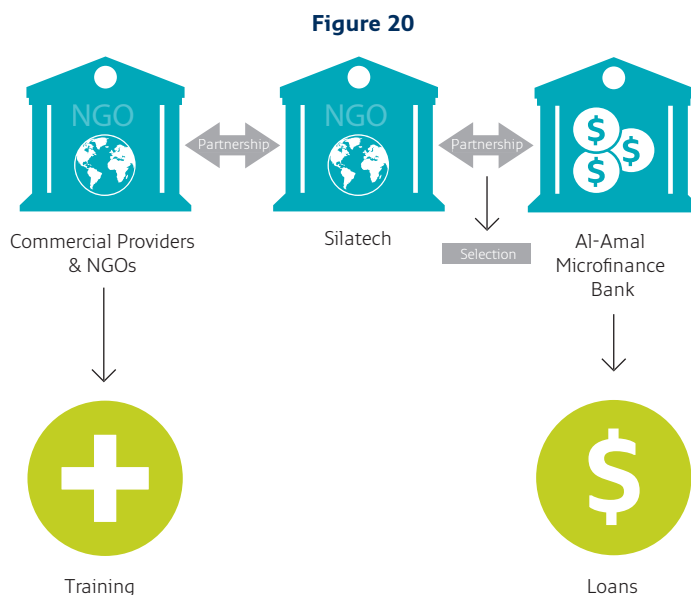 Figure 20
NGO
NGO
Partnership
Partnership
$
$
$
Commercial Providers
& NGOs
Silatech
Selection
Al-Amal
Microfinance
Bank
$
Training
Loans